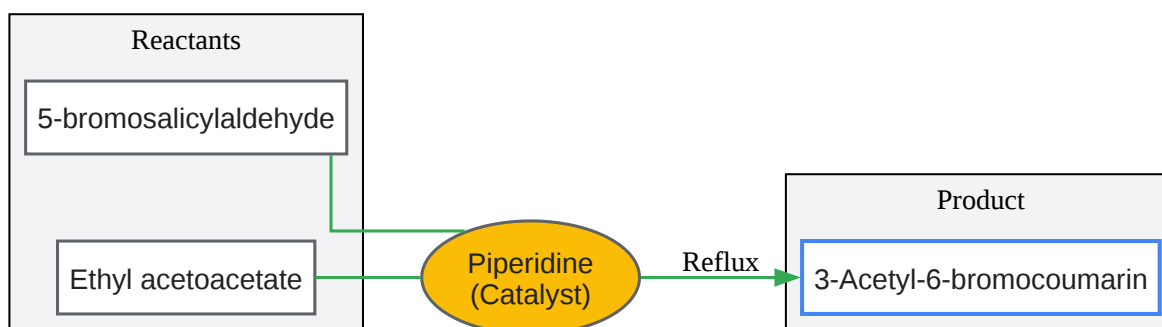 Reactants
5-bromosalicylaldehyde
Ethyl acetoacetate
Piperidine
(Catalyst)
Reflux
Product
3-Acetyl-6-bromocoumarin